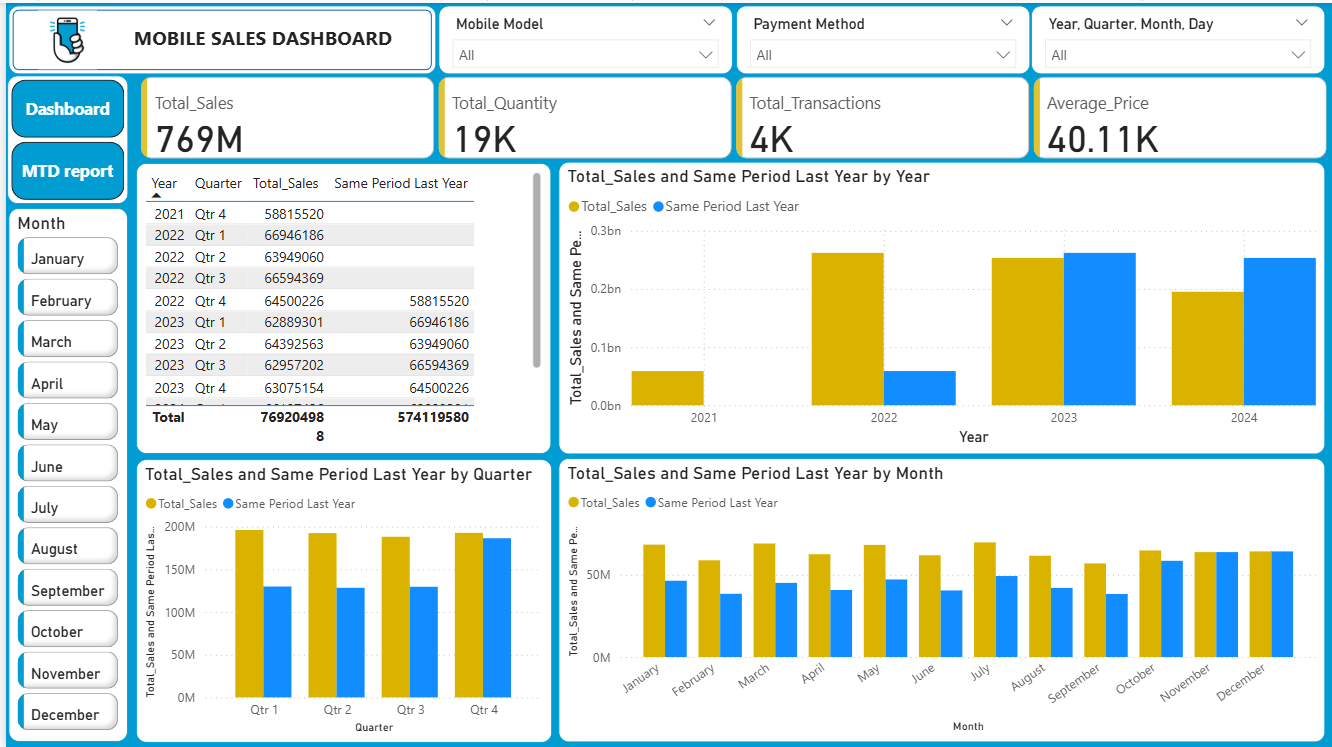 MOBILE SALES DASHBOARD
Mobile Model
All
Payment Method
All
Year, Quarter, Month, Day
All
Dashboard
MTD report
Total_Sales
769M
Total_Quantity
19K
Total_Transactions
4K
Average_Price
40.11K
Month
January
February
March
April
May
June
July
August
September
October
November
December
Year Quarter Total_Sales Same Period Last Year
2021 Qtr 4 58815520
2022 Qtr 1 66946186
2022 Qtr 2 63949060
2022 Qtr 3 66594369
2022 Qtr 4 64500226 58815520
2023 Qtr 1 62889301 66946186
2023 Qtr 2 64392563 63949060
2023 Qtr 3 62957202 66594369
2023 Qtr 4 63075154 64500226
Total 76920498 574119580
8
Total_Sales and Same Period Last Year by Year
Total_Sales Same Period Last Year
Total_Sales and Same Pe...
0.3bn
0.2bn
0.1bn
0.0bn
2021 2022 2023 2024
Year
Total_Sales and Same Period Last Year by Quarter
Total_Sales Same Period Last Year
Total_Sales and Same Period Las...
200M
150M
100M
50M
0M
Qtr 1 Qtr 2 Qtr 3 Qtr 4
Quarter
Total_Sales and Same Period Last Year by Month
Total_Sales Same Period Last Year
Total_Sales and Same Pe...
50M
0M
January February March April May June July August September October November December
Month